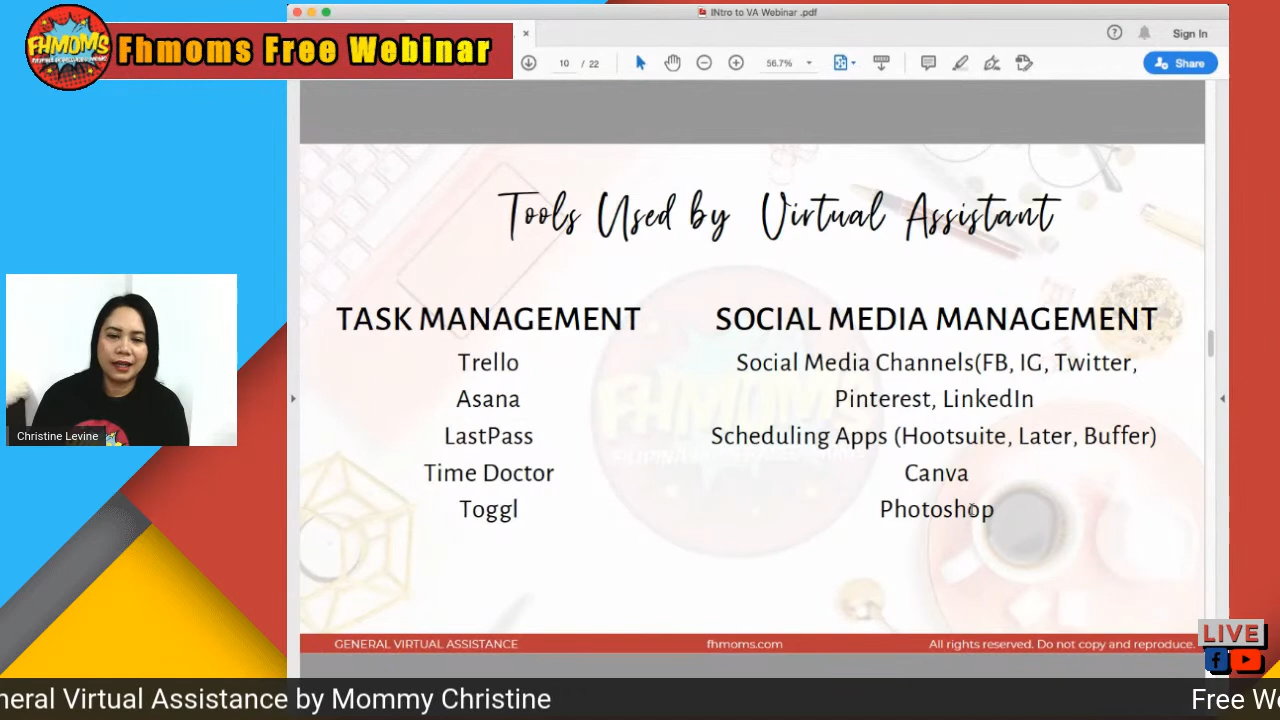 INtro to VA Webinar .pdf
FHMOMS
Fhmoms Free Webinar
×
Sign In
10 / 22
56.7%
Share
Tools Used by Virtual Assistant
TASK MANAGEMENT
Trello
Asana
LastPass
Time Doctor
Toggl
SOCIAL MEDIA MANAGEMENT
Social Media Channels(FB, IG, Twitter,
Pinterest, LinkedIn
Scheduling Apps (Hootsuite, Later, Buffer)
Canva
Photoshop
FHMOMS
Christine Levine
GENERAL VIRTUAL ASSISTANCE
fhmoms.com
All rights reserved. Do not copy and reproduce.
LIVE
neral Virtual Assistance by Mommy Christine
Free We